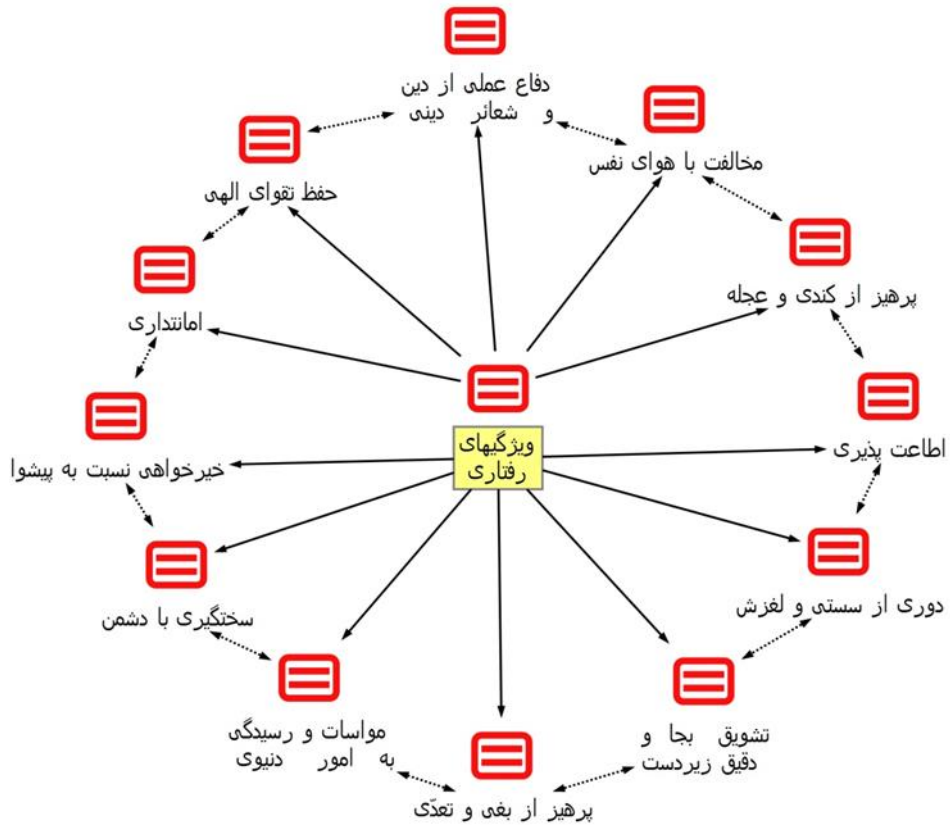 دفاع عملی از دین
و شعائر دینی
مخالفت با هوای نفس
حفظ تقوای الهی
پرهیز از کندی و عجله
امانتداری
ویژگیهای
رفتاری
اطاعت پذیری
خیرخواهی نسبت به پیشوا
دوری از سستی و لغزش
سختگیری با دشمن
تشویق بجا و
دقیق زیردست
مواسات و رسیدگی
به امور دنیوی
پرهیز از بغی و تعدّی